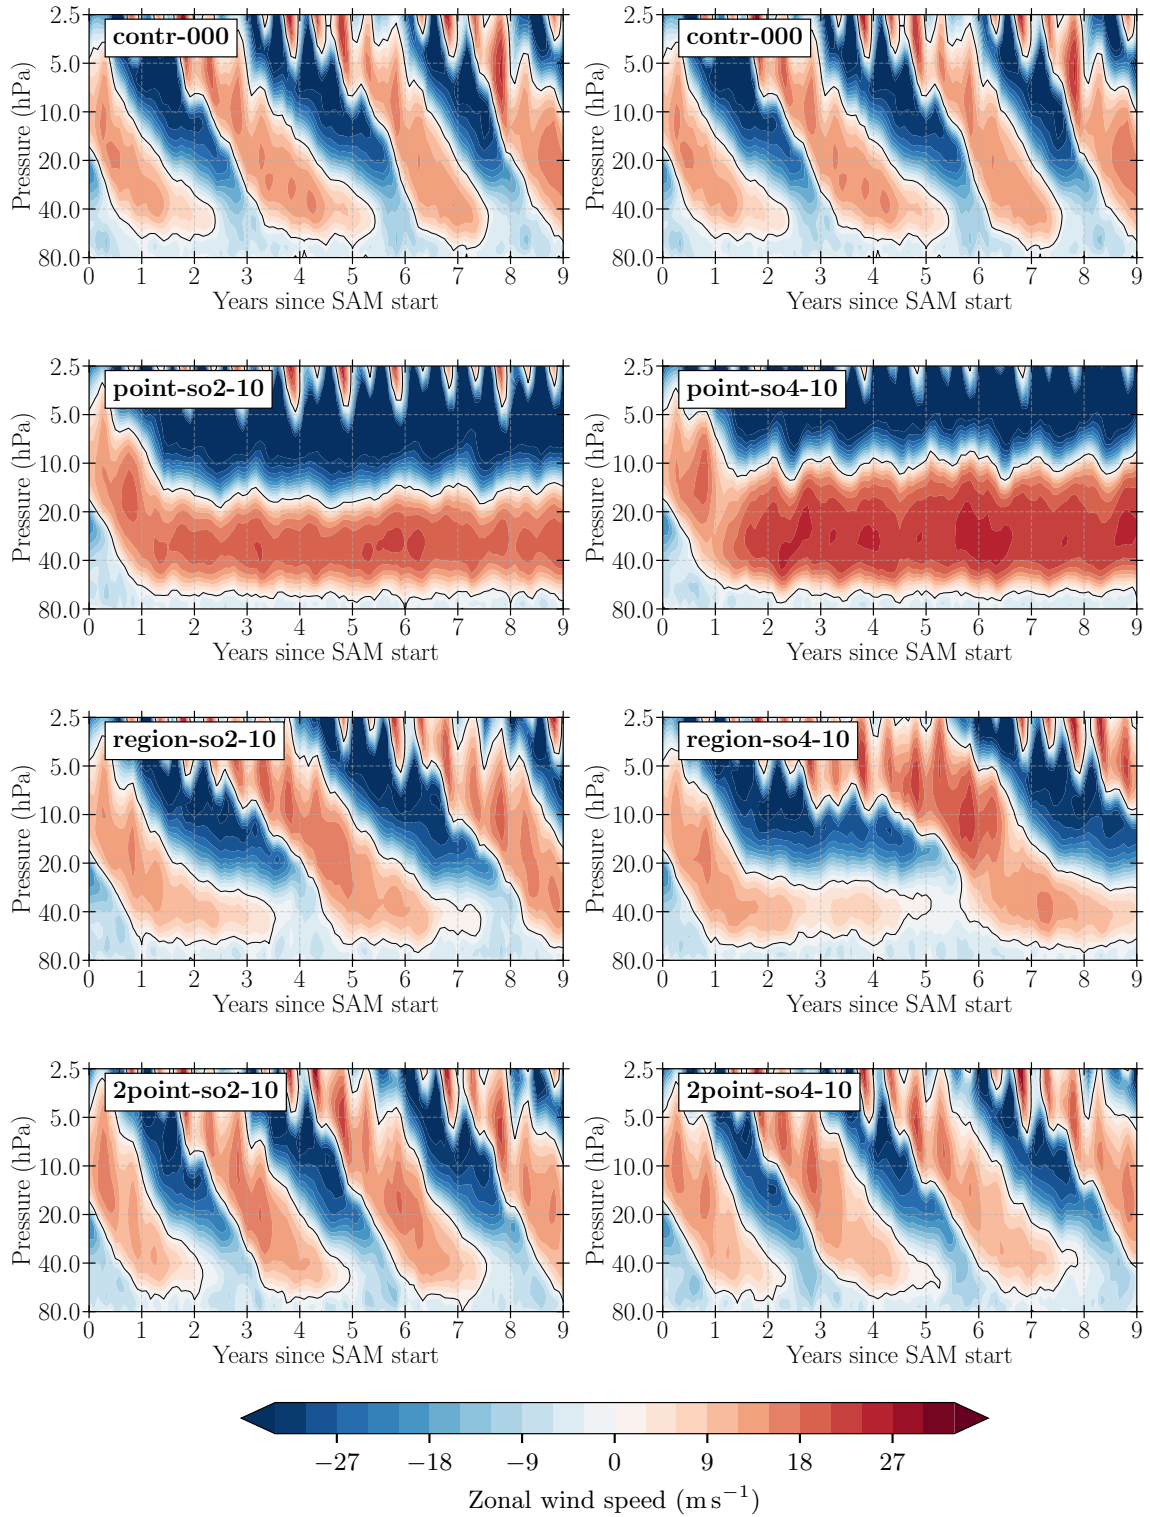 contr-000
2.5
5.0
10.0
20.0
40.0
80.0
Pressure (hPa)
0 1 2 3 4 5 6 7 8 9
Years since SAM start
contr-000
2.5
5.0
10.0
20.0
40.0
80.0
Pressure (hPa)
0 1 2 3 4 5 6 7 8 9
Years since SAM start
point-so2-10
2.5
5.0
10.0
20.0
40.0
80.0
Pressure (hPa)
0 1 2 3 4 5 6 7 8 9
Years since SAM start
point-so4-10
2.5
5.0
10.0
20.0
40.0
80.0
Pressure (hPa)
0 1 2 3 4 5 6 7 8 9
Years since SAM start
region-so2-10
2.5
5.0
10.0
20.0
40.0
80.0
Pressure (hPa)
0 1 2 3 4 5 6 7 8 9
Years since SAM start
region-so4-10
2.5
5.0
10.0
20.0
40.0
80.0
Pressure (hPa)
0 1 2 3 4 5 6 7 8 9
Years since SAM start
2point-so2-10
2.5
5.0
10.0
20.0
40.0
80.0
Pressure (hPa)
0 1 2 3 4 5 6 7 8 9
Years since SAM start
2point-so4-10
2.5
5.0
10.0
20.0
40.0
80.0
Pressure (hPa)
0 1 2 3 4 5 6 7 8 9
Years since SAM start
−27 −18 −9 0 9 18 27
Zonal wind speed (m s⁻¹)